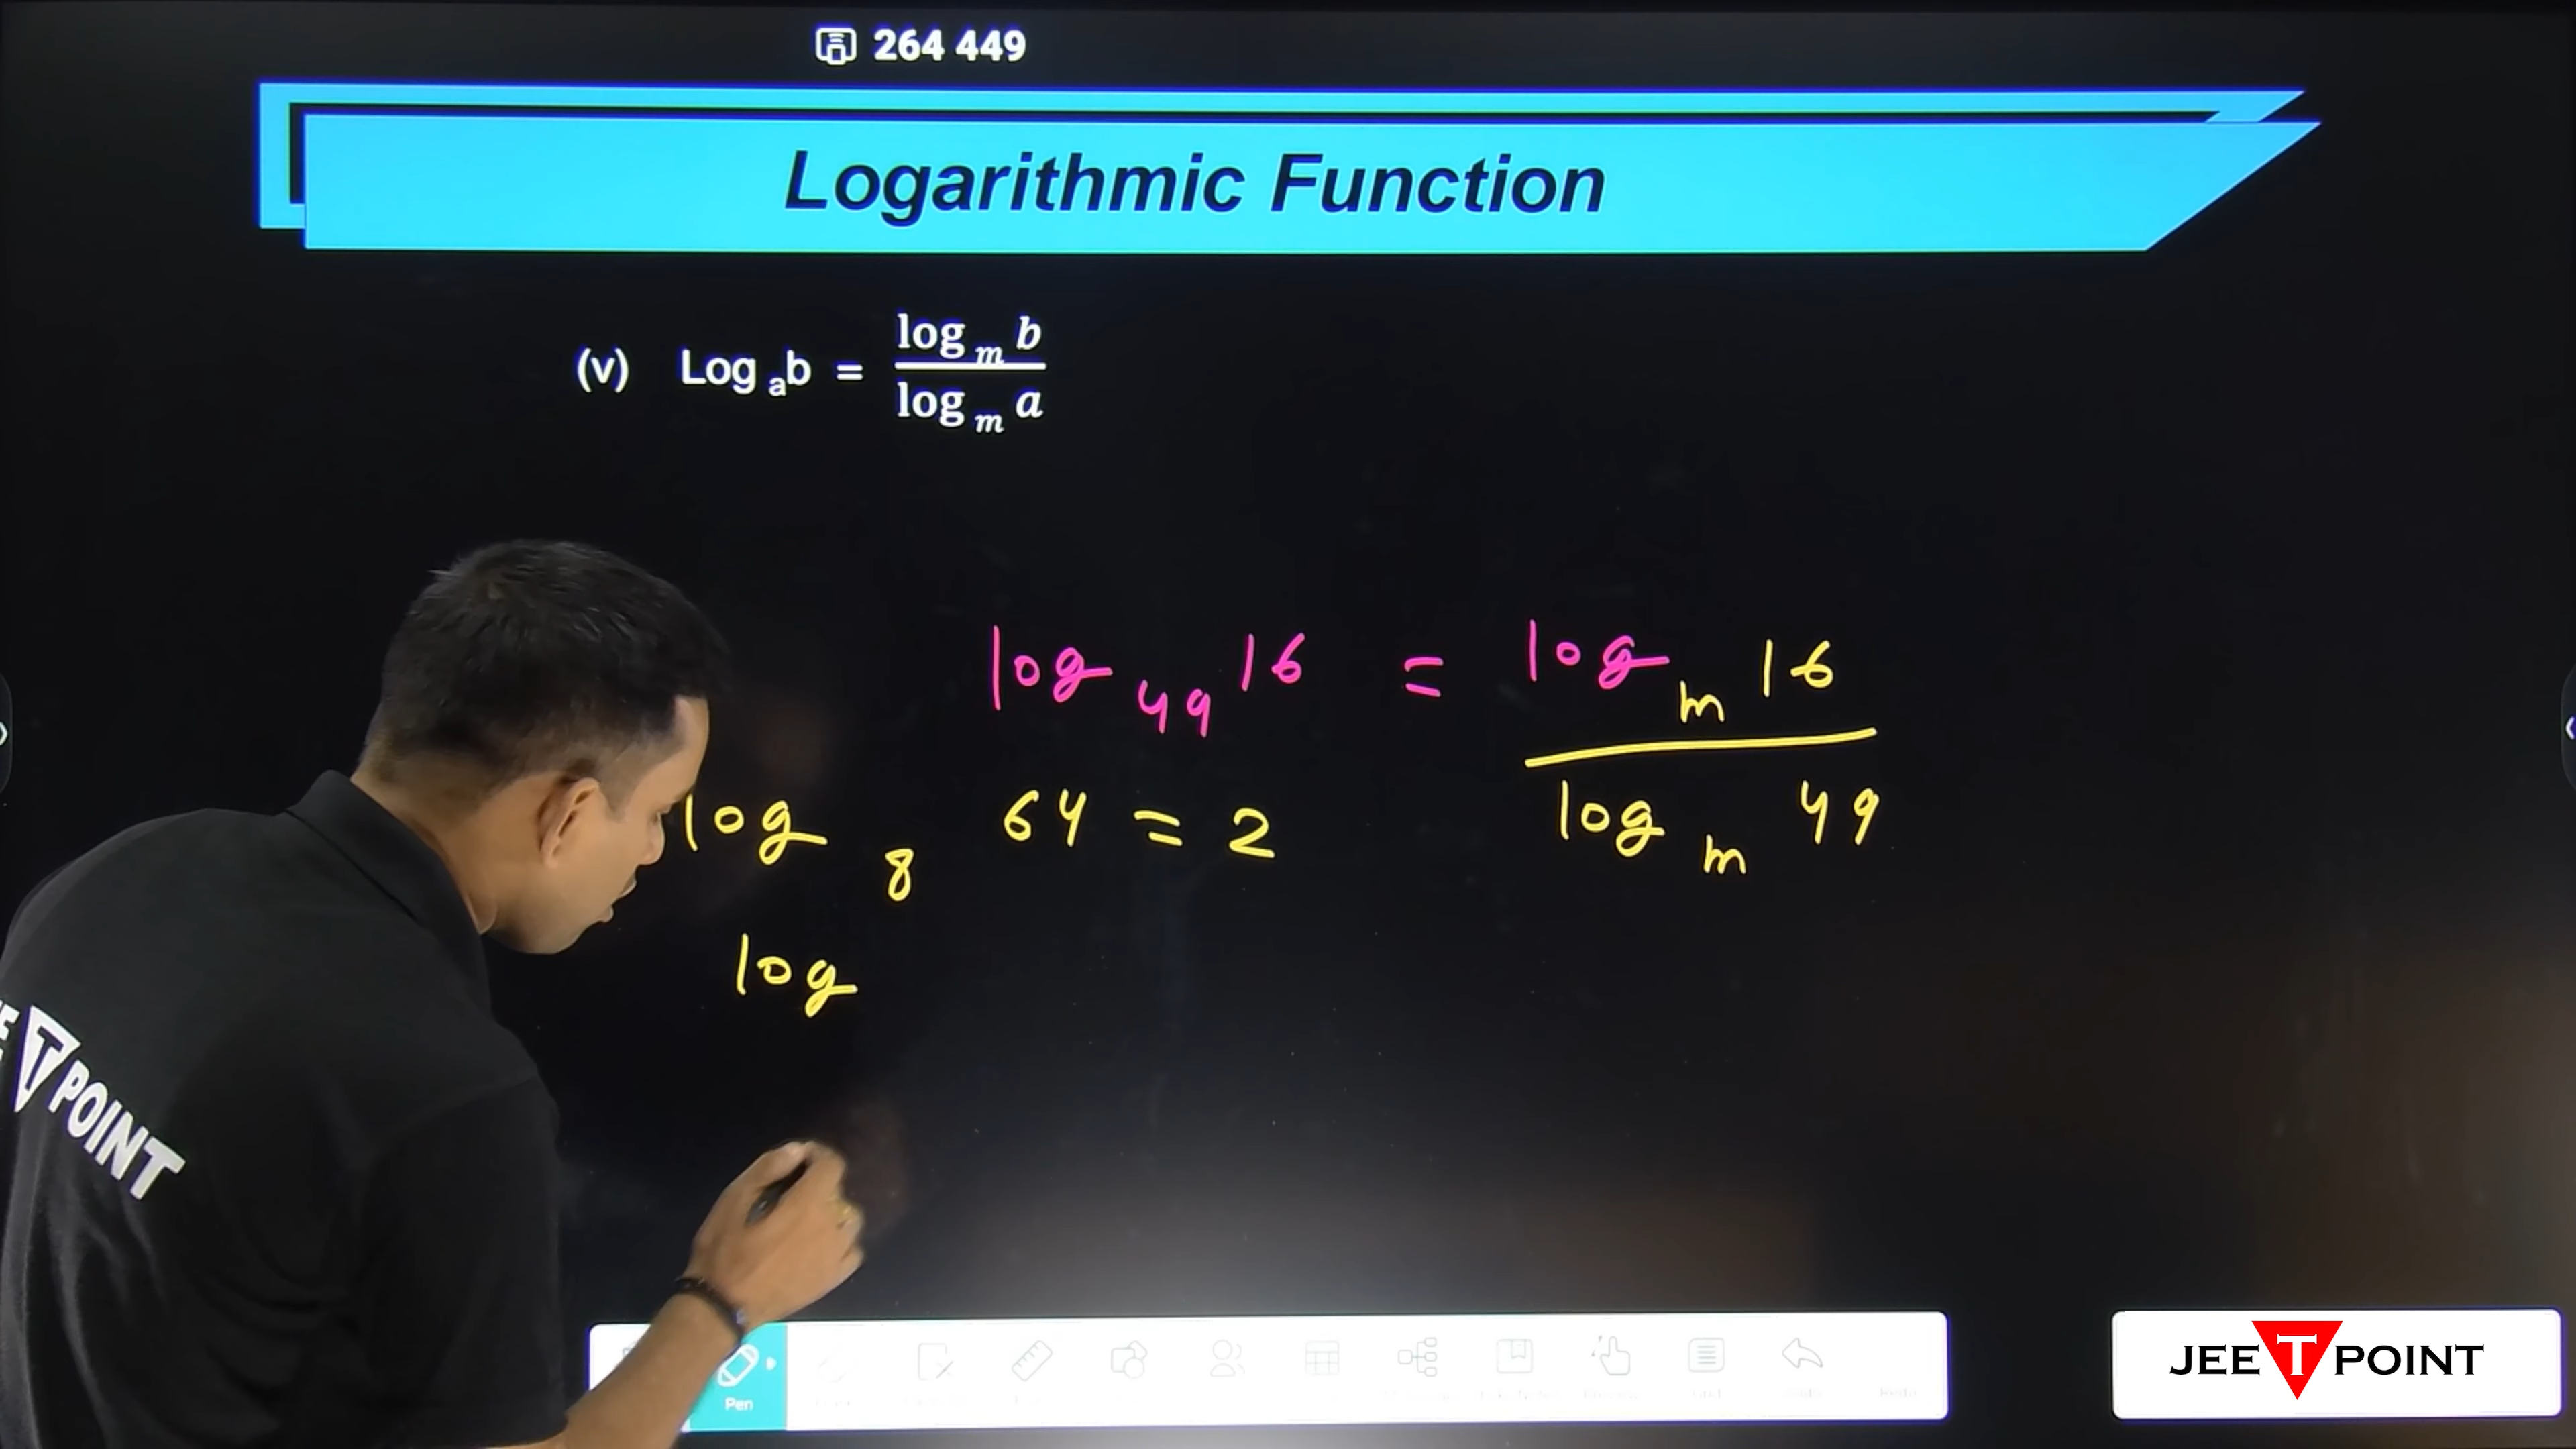 264 449
Logarithmic Function
(v) Log ₐb = log ₘ b / log ₘ a
log ₄₉ 16 = log ₘ 16 / log ₘ 49
log ₈ 64 = 2
log
T POINT
Pen
JEE T POINT